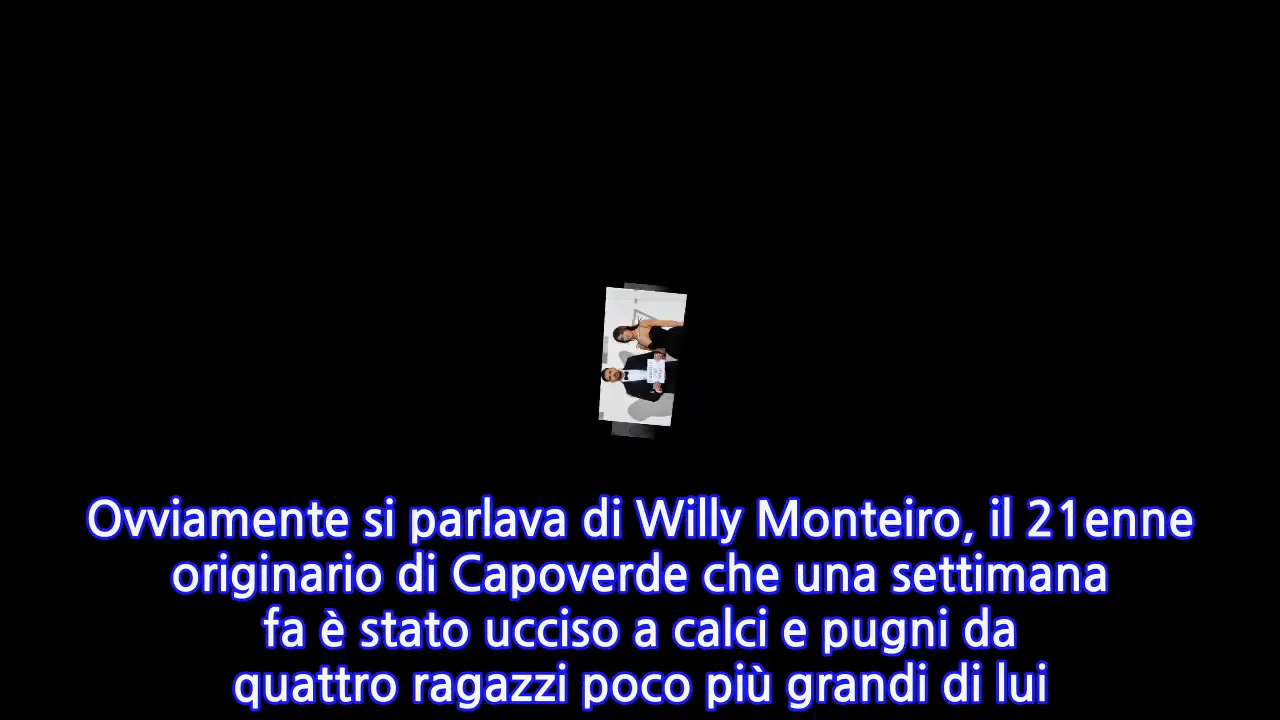 Ovviamente si parlava di Willy Monteiro, il 21enne
originario di Capoverde che una settimana
fa è stato ucciso a calci e pugni da
quattro ragazzi poco più grandi di lui